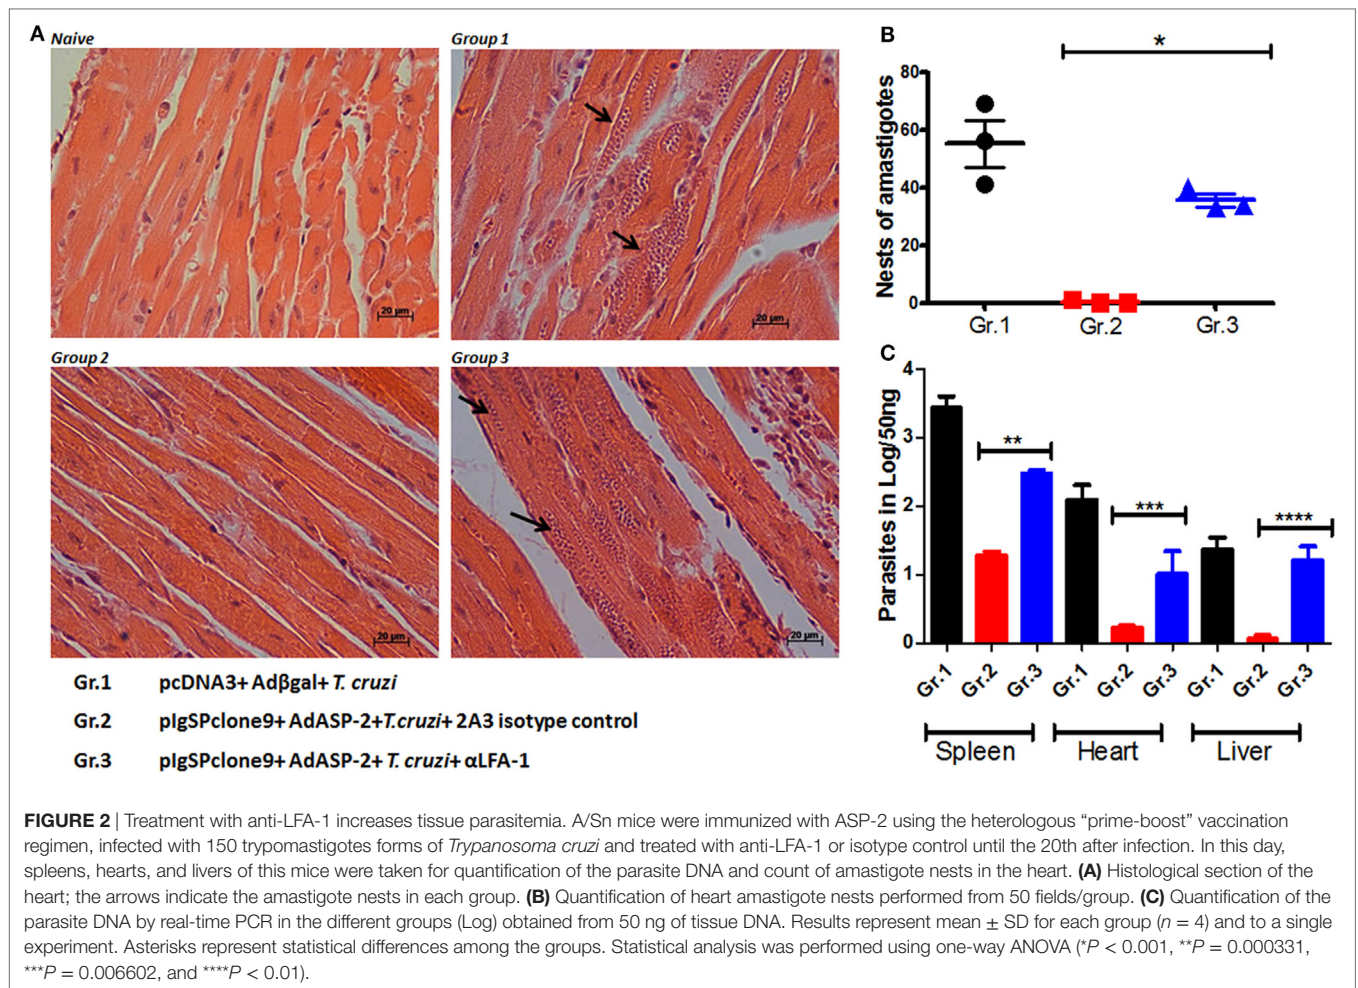 A
Naive
Group 1
20 µm
20 µm
Group 2
Group 3
20 µm
20 µm
Gr.1 pcDNA3+ Adβgal+ T. cruzi
Gr.2 pIgSPclone9+ AdASP-2+T.cruzi+ 2A3 isotype control
Gr.3 pIgSPclone9+ AdASP-2+ T. cruzi+ αLFA-1
B
*
Nests of amastigotes
80
60
40
20
0
Gr.1 Gr.2 Gr.3
C
Parasites in Log/50ng
4
3
2
1
0
**
***
****
Gr.1 Gr.2 Gr.3 Gr.1 Gr.2 Gr.3 Gr.1 Gr.2 Gr.3
Spleen Heart Liver
FIGURE 2 | Treatment with anti-LFA-1 increases tissue parasitemia. A/Sn mice were immunized with ASP-2 using the heterologous “prime-boost” vaccination
regimen, infected with 150 trypomastigotes forms of Trypanosoma cruzi and treated with anti-LFA-1 or isotype control until the 20th after infection. In this day,
spleens, hearts, and livers of this mice were taken for quantification of the parasite DNA and count of amastigote nests in the heart. (A) Histological section of the
heart; the arrows indicate the amastigote nests in each group. (B) Quantification of heart amastigote nests performed from 50 fields/group. (C) Quantification of the
parasite DNA by real-time PCR in the different groups (Log) obtained from 50 ng of tissue DNA. Results represent mean ± SD for each group (n = 4) and to a single
experiment. Asterisks represent statistical differences among the groups. Statistical analysis was performed using one-way ANOVA (*P < 0.001, **P = 0.000331,
***P = 0.006602, and ****P < 0.01).